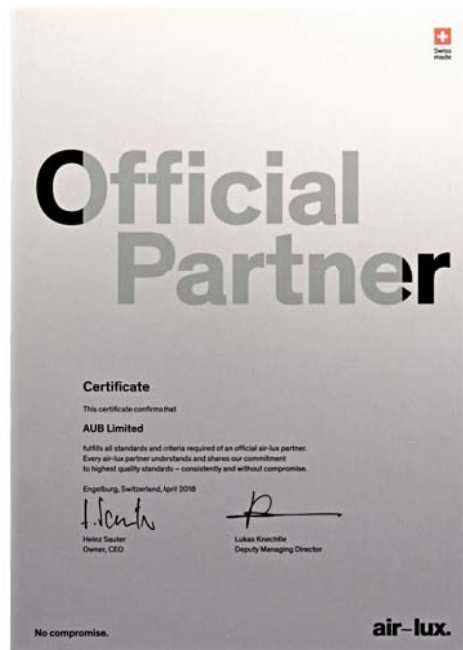 Swiss
made
Official
Partner
Certificate
This certificate confirms that
AUB Limited
fulfills all standards and criteria required of an official air-lux partner.
Every air-lux partner understands and shares our commitment
to highest quality standards – consistently and without compromise.
Engelburg, Switzerland, April 2018
Heinz Sauter
Owner, CEO
Lukas Knechtle
Deputy Managing Director
No compromise.
air–lux.